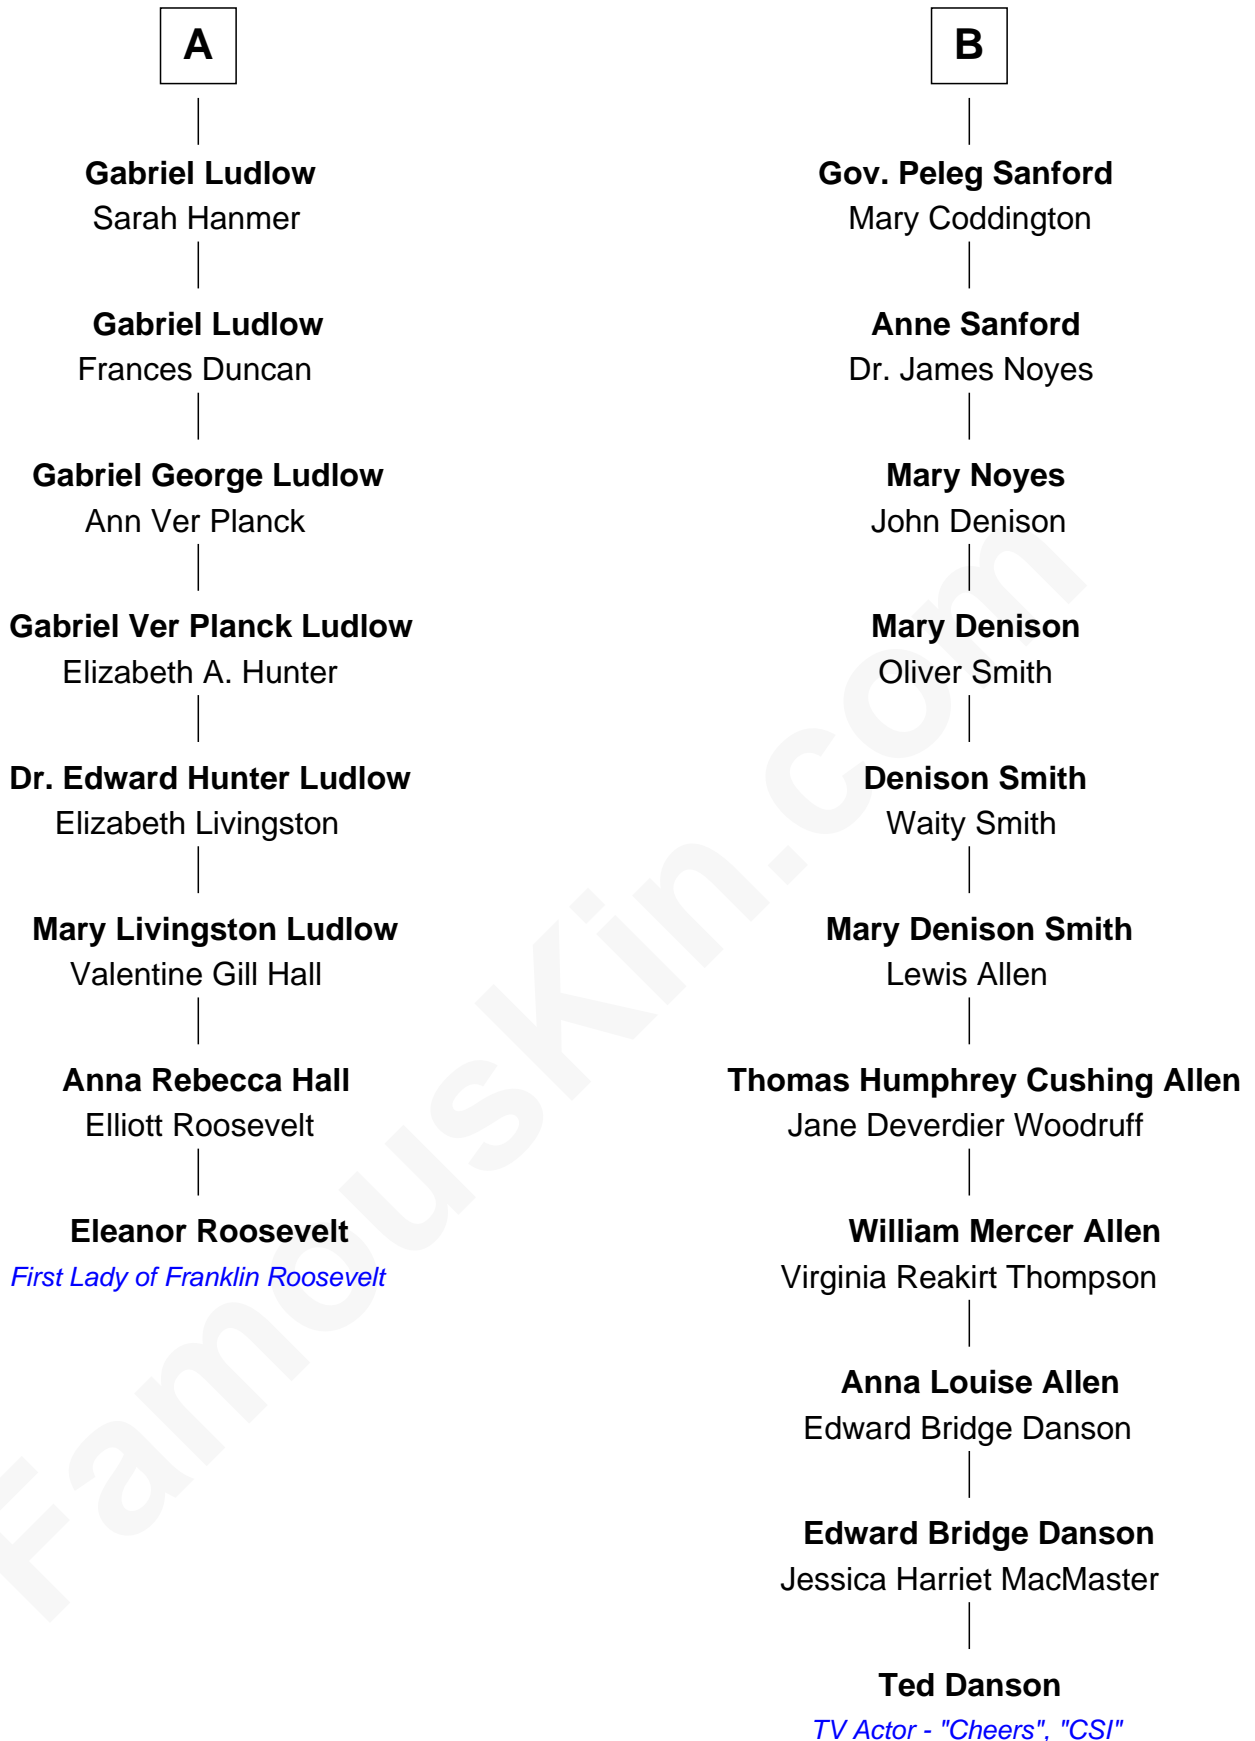 A
Gabriel Ludlow
Sarah Hanmer
Gabriel Ludlow
Frances Duncan
Gabriel George Ludlow
Ann Ver Planck
Gabriel Ver Planck Ludlow
Elizabeth A. Hunter
Dr. Edward Hunter Ludlow
Elizabeth Livingston
Mary Livingston Ludlow
Valentine Gill Hall
Anna Rebecca Hall
Elliott Roosevelt
Eleanor Roosevelt
First Lady of Franklin Roosevelt
B
Gov. Peleg Sanford
Mary Coddington
Anne Sanford
Dr. James Noyes
Mary Noyes
John Denison
Mary Denison
Oliver Smith
Denison Smith
Waity Smith
Mary Denison Smith
Lewis Allen
Thomas Humphrey Cushing Allen
Jane Deverdier Woodruff
William Mercer Allen
Virginia Reakirt Thompson
Anna Louise Allen
Edward Bridge Danson
Edward Bridge Danson
Jessica Harriet MacMaster
Ted Danson
TV Actor - "Cheers", "CSI"
FamousKin.com